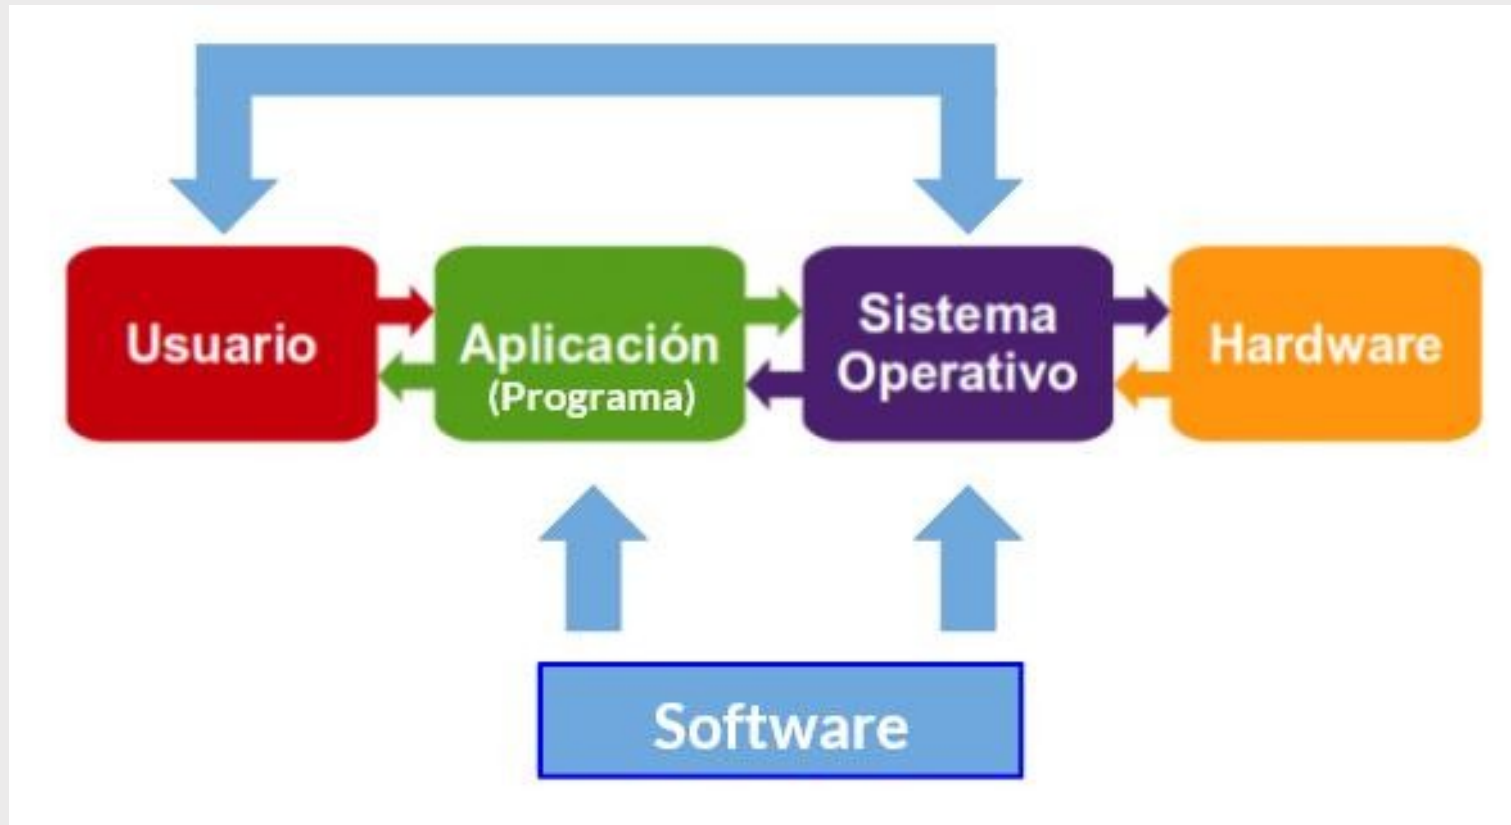 Usuario
Aplicación
(Programa)
Sistema
Operativo
Hardware
Software